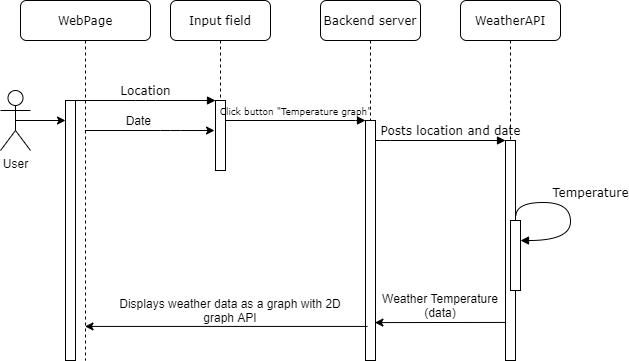 WebPage
Input field
Backend server
WeatherAPI
Location
Click button "Temperature graph"
Date
Posts location and date
User
Temperature
Displays weather data as a graph with 2D
graph API
Weather Temperature
(data)